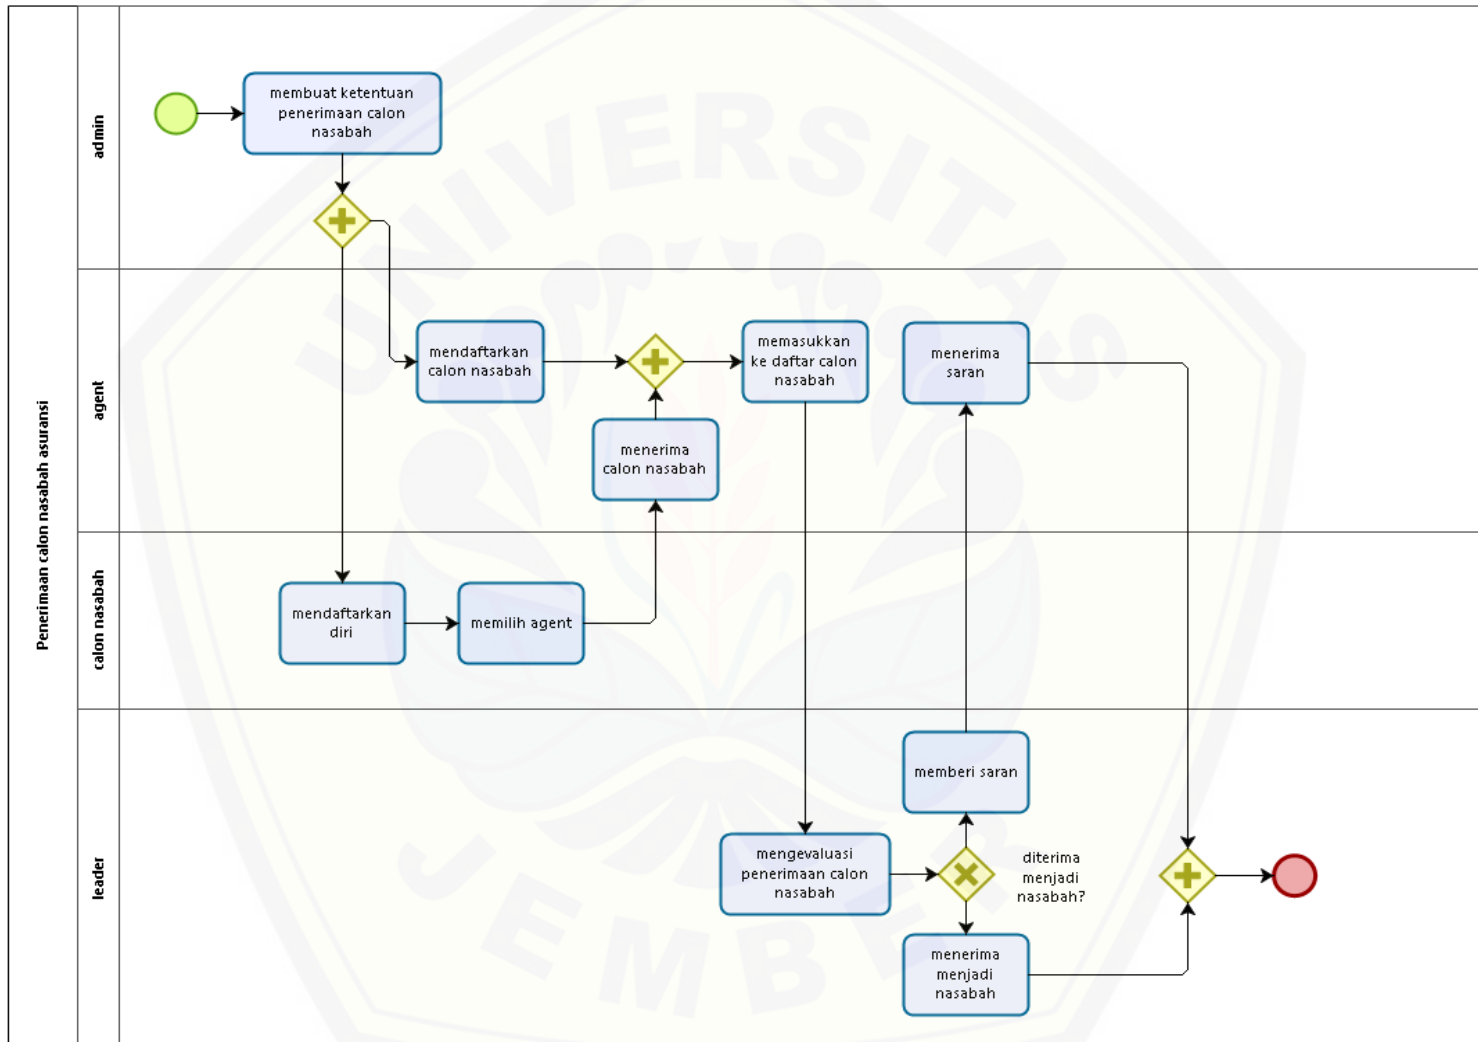 Penerimaan calon nasabah asuransi
admin
membuat ketentuan
penerimaan calon
nasabah
agent
mendaftarkan
calon nasabah
memasukkan
ke daftar calon
nasabah
menerima
saran
menerima
calon nasabah
calon nasabah
mendaftarkan
diri
memilih agent
leader
memberi saran
mengevaluasi
penerimaan calon
nasabah
diterima
menjadi
nasabah?
menerima
menjadi
nasabah
UNIVERSITAS
JEMBER